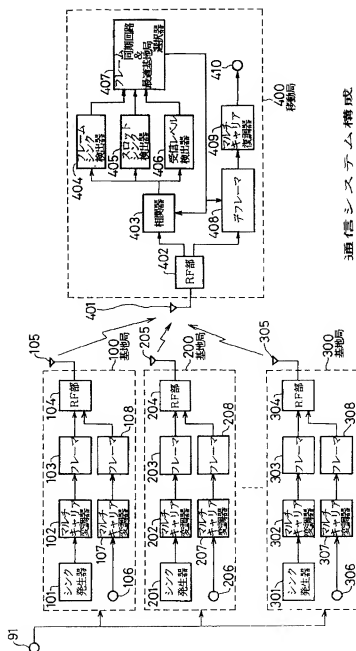 91
101
シンク
発生器
102
マルチ
キャリア
変調器
103
フレーマ
104
RF部
105
106
107
マルチ
キャリア
変調器
108
フレーマ
100
基地局
201
シンク
発生器
202
マルチ
キャリア
変調器
203
フレーマ
204
RF部
205
206
207
マルチ
キャリア
変調器
208
フレーマ
200
基地局
301
シンク
発生器
302
マルチ
キャリア
変調器
303
フレーマ
304
RF部
305
306
307
マルチ
キャリア
変調器
308
フレーマ
300
基地局
401
402
RF部
403
相関器
404
フレーム
シンク
検出器
405
スロット
シンク
検出器
406
受信レベル
検出器
407
フレーム
同期回路
&
最適基地局
選択器
408
デフレーマ
409
マルチ
キャリア
復調器
410
400
移動局
通信システム構成